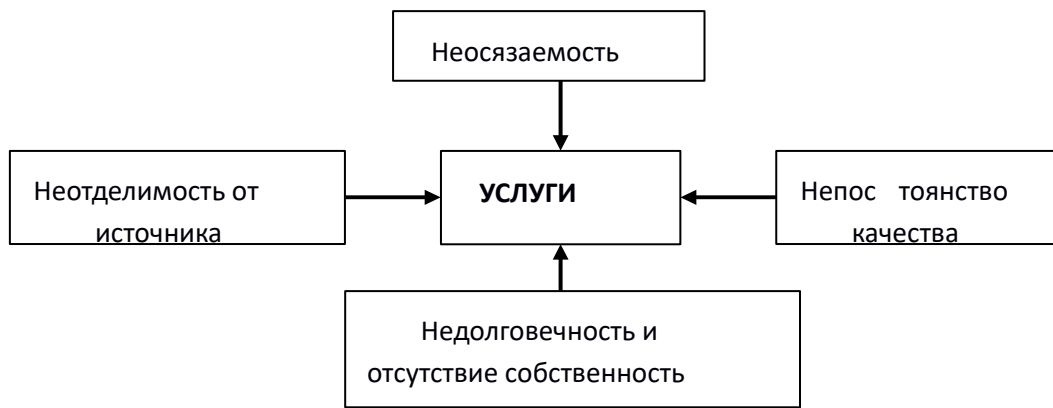 Неосязаемость
Неотделимость от
источника
УСЛУГИ
Непос тоянство
качества
Недолговечность и
отсутствие собственность